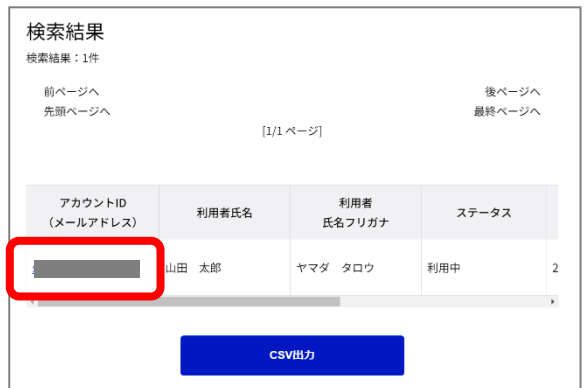 検索結果
検索結果：1件
前ページへ 後ページへ
先頭ページへ 最終ページへ
[1/1 ページ]
アカウントID
（メールアドレス）
利用者氏名
利用者
氏名フリガナ
ステータス
山田 太郎 ヤマダ タロウ 利用中 2
CSV出力